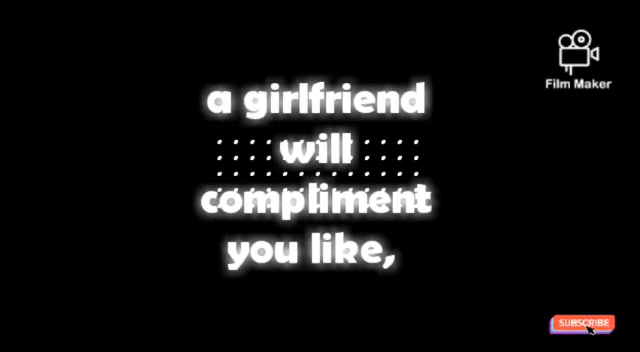 a girlfriend
will
compliment
you like,
Film Maker
SUBSCRIBE